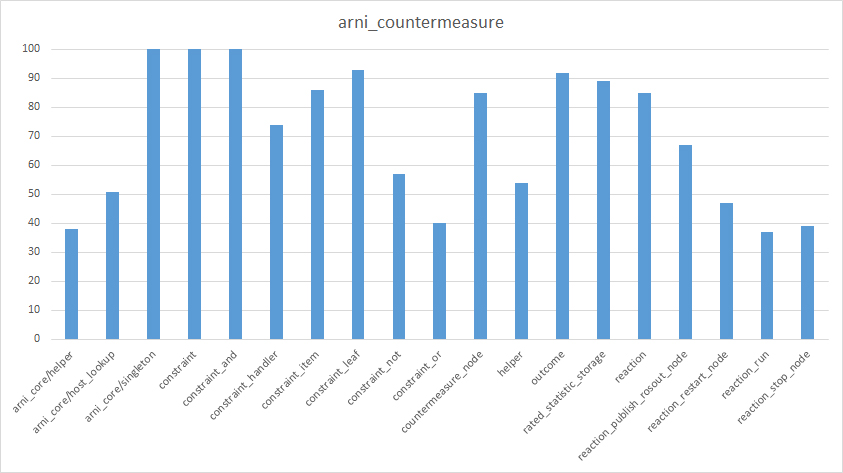 arni_countermeasure
100
90
80
70
60
50
40
30
20
10
0
arni_core/helper
arni_core/host_lookup
arni_core/singleton
constraint
constraint_and
constraint_handler
constraint_item
constraint_leaf
constraint_not
constraint_or
countermeasure_node
helper
outcome
rated_statistic_storage
reaction
reaction_publish_rosout_node
reaction_restart_node
reaction_run
reaction_stop_node